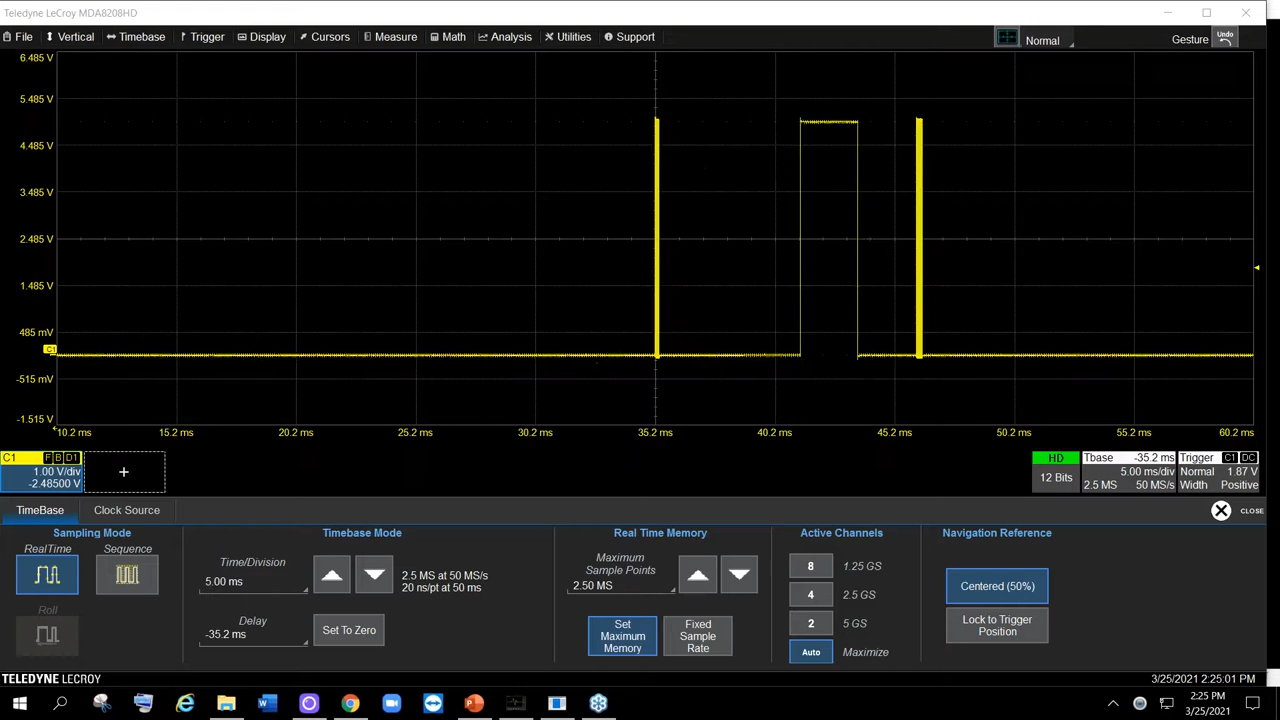 Teledyne LeCroy MDA8208HD
File Vertical Timebase Trigger Display Cursors Measure Math Analysis Utilities Support Normal Gesture Undo
6.485 V
5.485 V
4.485 V
3.485 V
2.485 V
1.485 V
485 mV
C1
-515 mV
-1.515 V
10.2 ms 15.2 ms 20.2 ms 25.2 ms 30.2 ms 35.2 ms 40.2 ms 45.2 ms 50.2 ms 55.2 ms 60.2 ms
C1 F B D1
1.00 V/div
-2.48500 V
+
HD
12 Bits
Tbase -35.2 ms
5.00 ms/div
2.5 MS 50 MS/s
Trigger C1 DC
Normal 1.87 V
Width Positive
TimeBase Clock Source CLOSE
Sampling Mode
RealTime Sequence
Roll
Timebase Mode
Time/Division
5.00 ms
2.5 MS at 50 MS/s
20 ns/pt at 50 ms
Delay
-35.2 ms
Set To Zero
Real Time Memory
Maximum
Sample Points
2.50 MS
Set
Maximum
Memory
Fixed
Sample
Rate
Active Channels
8 1.25 GS
4 2.5 GS
2 5 GS
Auto Maximize
Navigation Reference
Centered (50%)
Lock to Trigger
Position
TELEDYNE LECROY 3/25/2021 2:25:01 PM
2:25 PM
3/25/2021